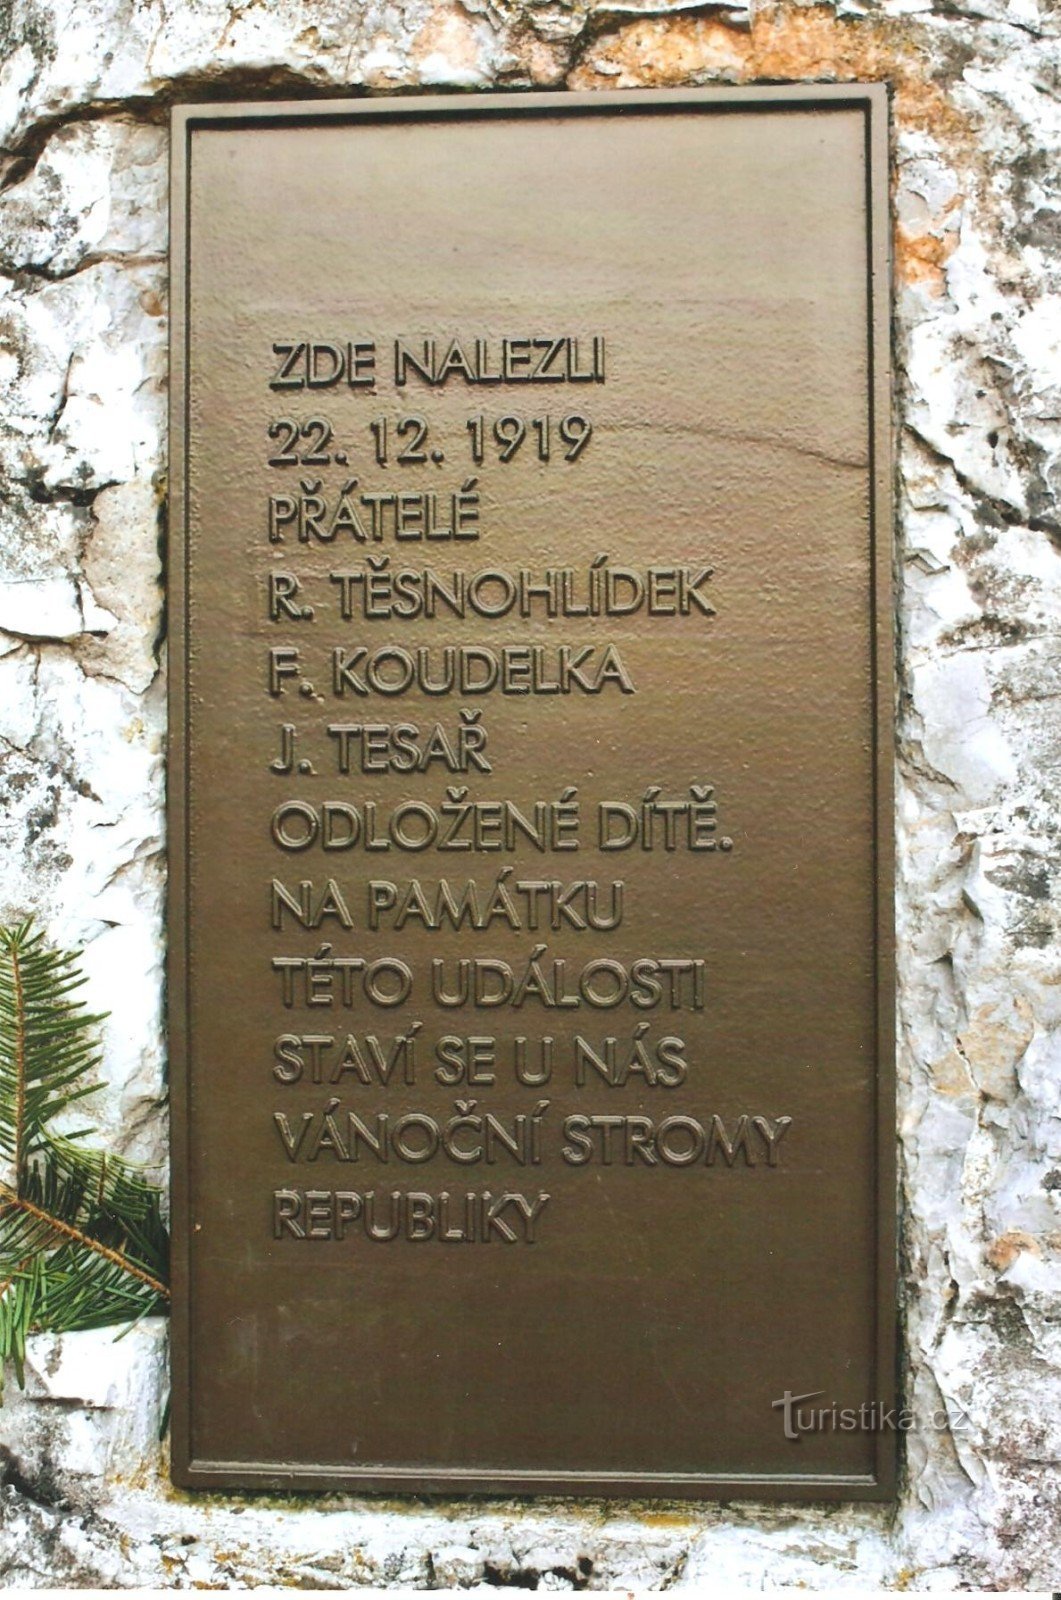 ZDE NALEZLI
22. 12. 1919
PŘÁTELÉ
R. TĚSNOHLÍDEK
F. KOUDELKA
J. TESAŘ
ODLOŽENÉ DÍTĚ.
NA PAMÁTKU
TÉTO UDÁLOSTI
STAVÍ SE U NÁS
VÁNOČNÍ STROMY
REPUBLIKY
Turistika.cz